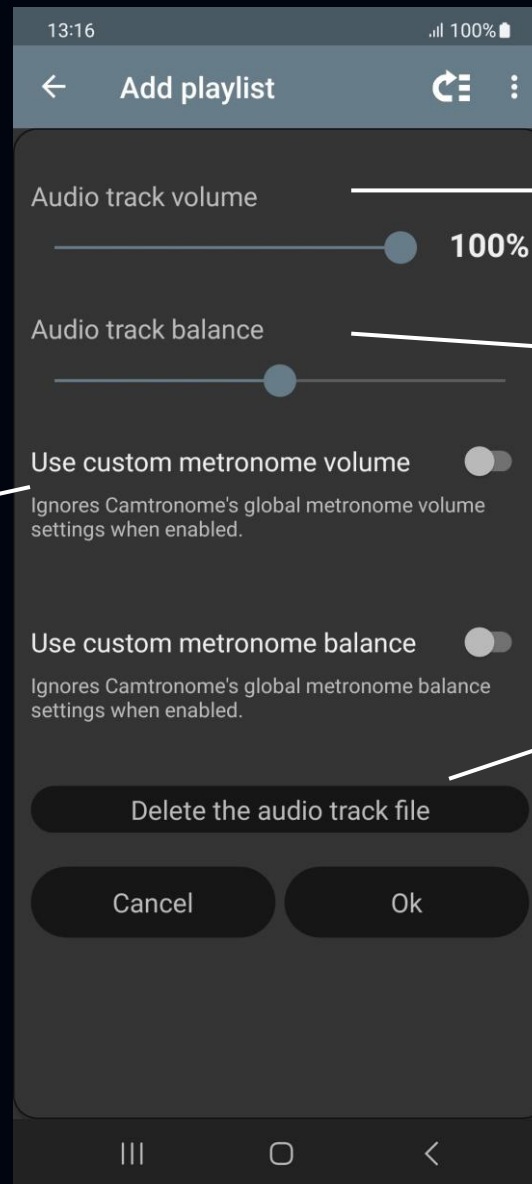 13:16
100%
Add playlist
Audio track volume
100%
Audio track balance
Use custom metronome volume
Ignores Camtronome's global metronome volume
settings when enabled.
Use custom metronome balance
Ignores Camtronome's global metronome balance
settings when enabled.
Delete the audio track file
Cancel
Ok